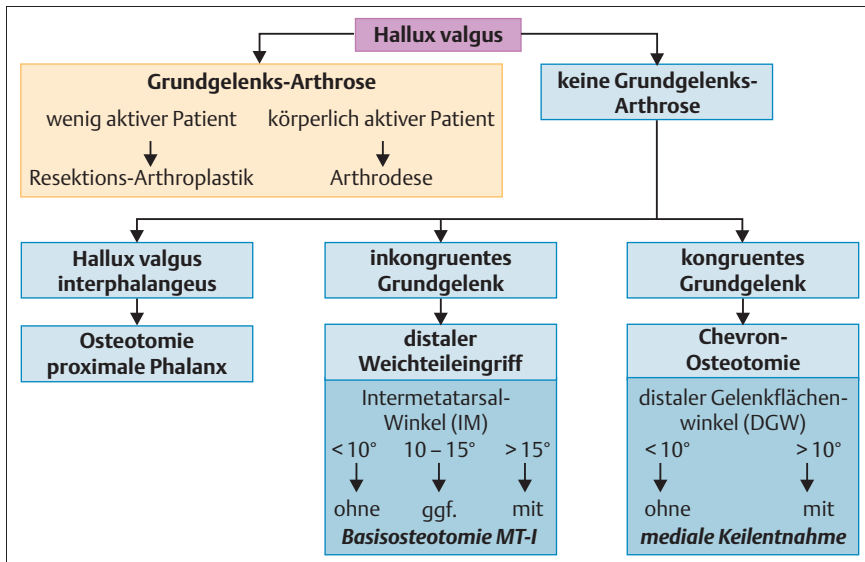 Hallux valgus
Grundgelenks-Arthrose
wenig aktiver Patient körperlich aktiver Patient
Resektions-Arthroplastik Arthrodese
keine Grundgelenks-
Arthrose
Hallux valgus
interphalangeus
Osteotomie
proximale Phalanx
inkongruentes
Grundgelenk
distaler
Weichteileingriff
Intermetatarsal-
Winkel (IM)
< 10° 10 – 15° > 15°
ohne ggf. mit
Basisosteotomie MT-I
kongruentes
Grundgelenk
Chevron-
Osteotomie
distaler Gelenkflächen-
winkel (DGW)
< 10° > 10°
ohne mit
mediale Keilentnahme